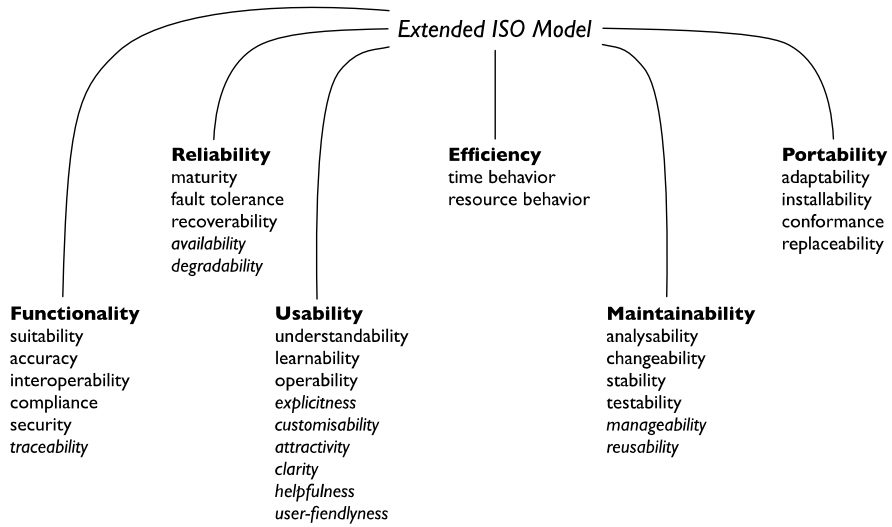 Extended ISO Model
Reliability
maturity
fault tolerance
recoverability
availability
degradability
Efficiency
time behavior
resource behavior
Portability
adaptability
installability
conformance
replaceability
Functionality
suitability
accuracy
interoperability
compliance
security
traceability
Usability
understandability
learnability
operability
explicitness
customisability
attractivity
clarity
helpfulness
user-fiendlyness
Maintainability
analysability
changeability
stability
testability
manageability
reusability